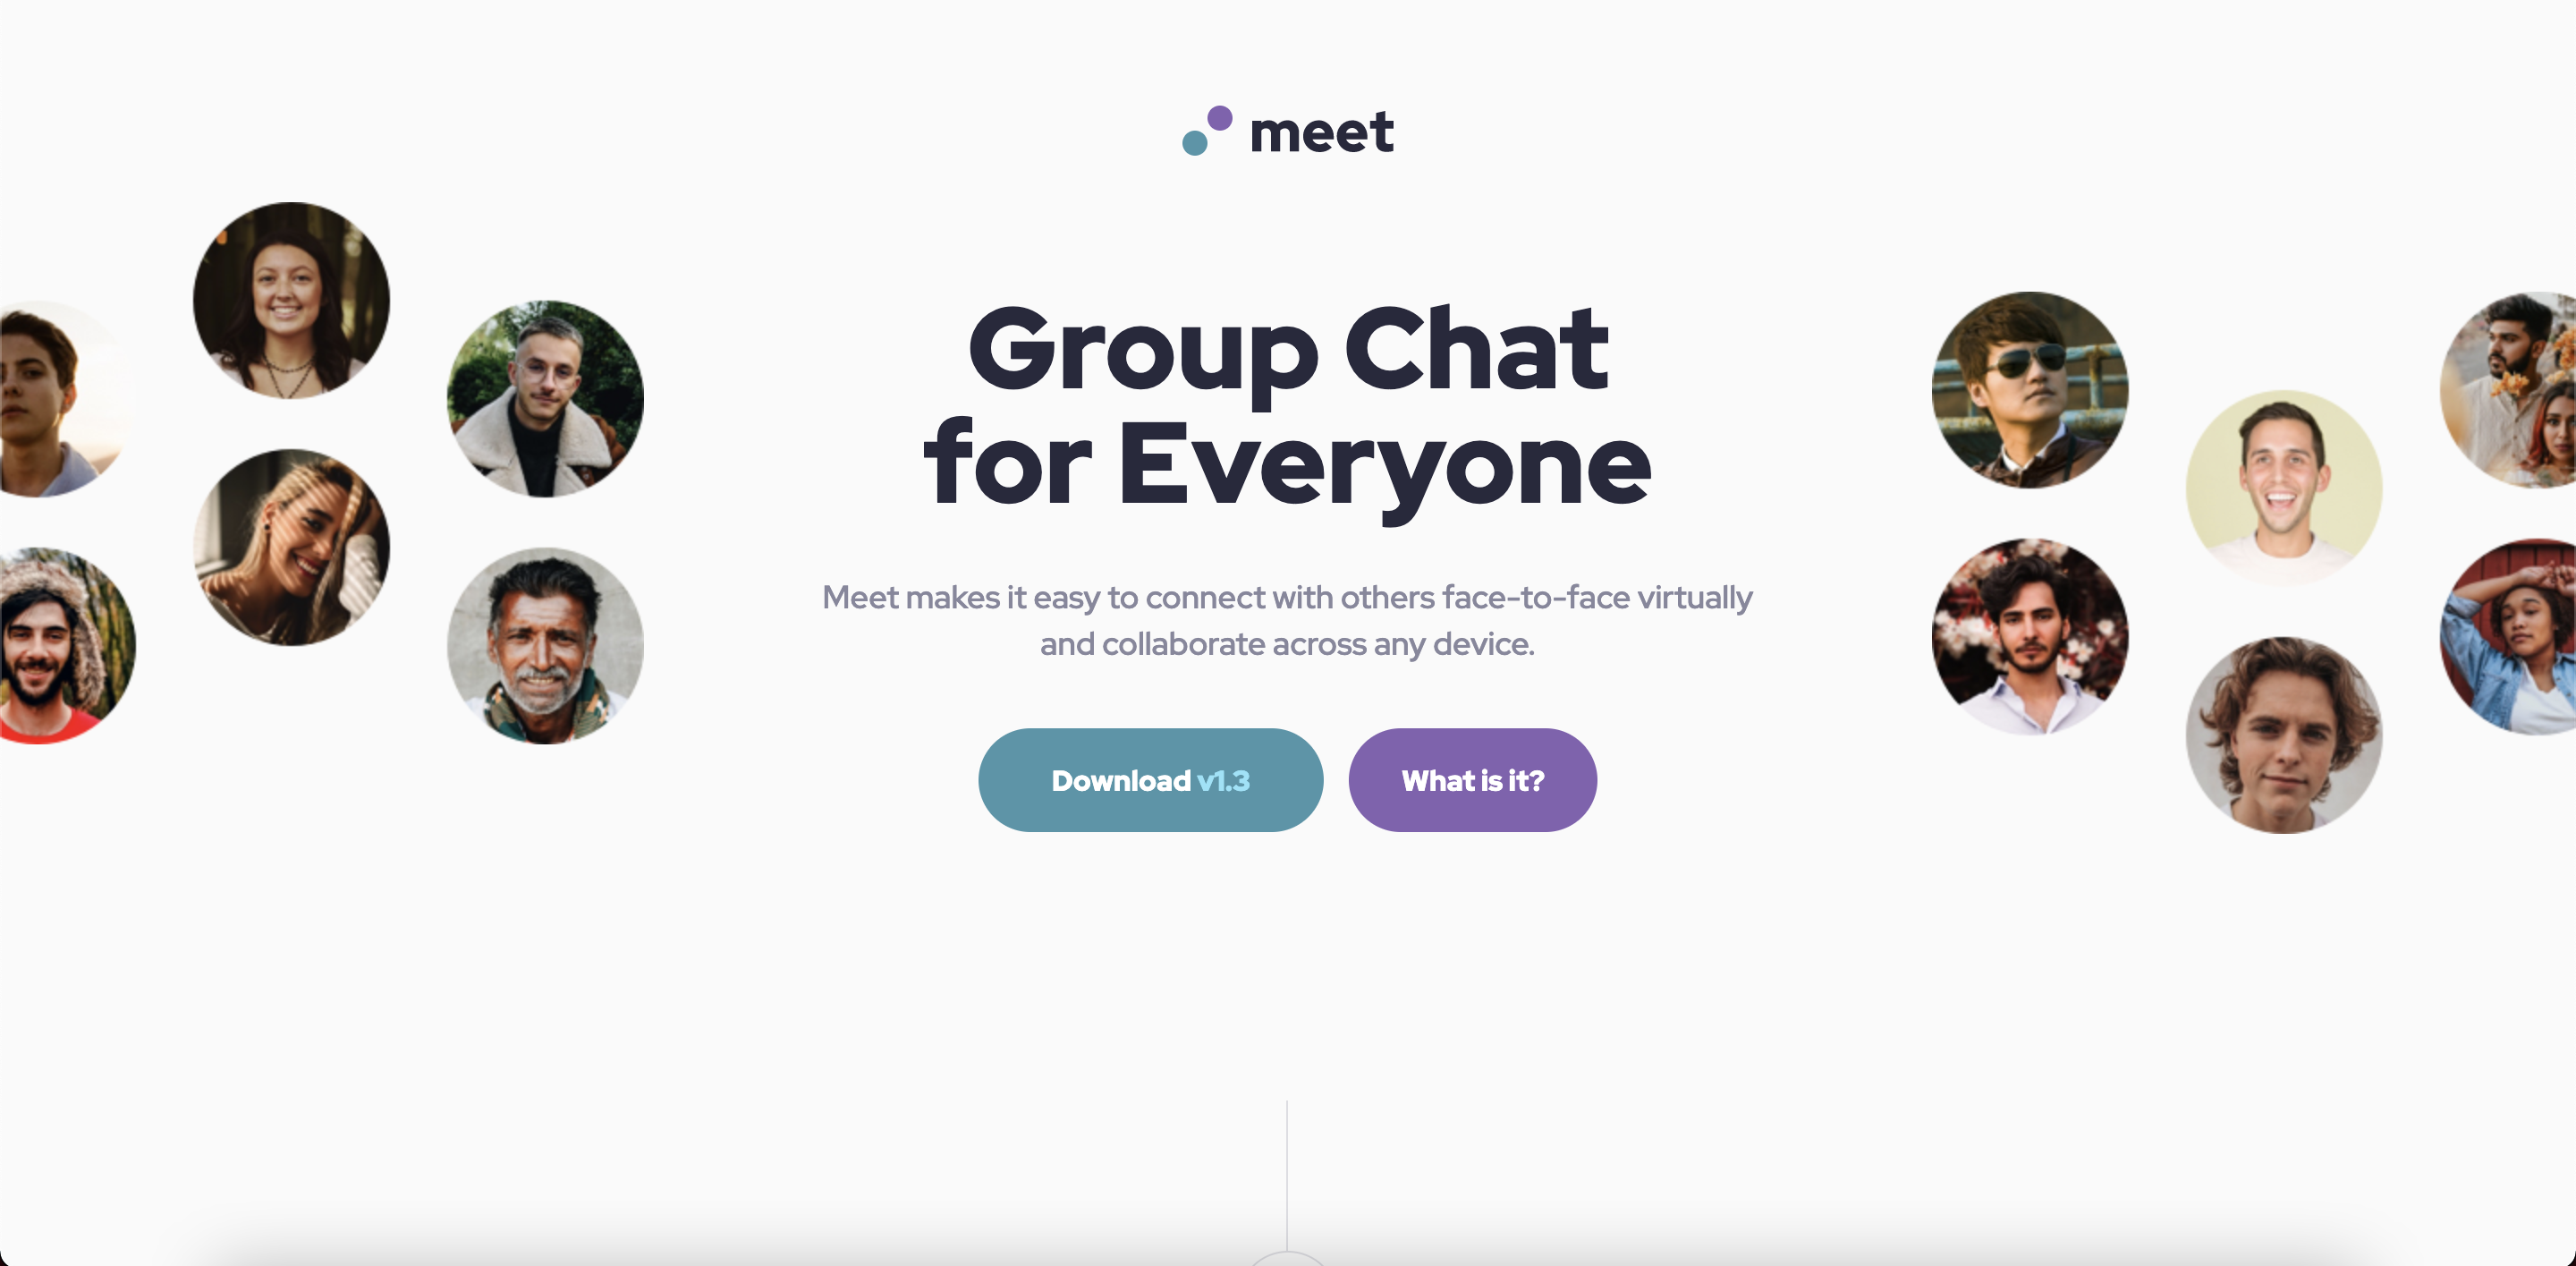 meet
Group Chat
for Everyone
Meet makes it easy to connect with others face-to-face virtually
and collaborate across any device.
Download v1.3
What is it?